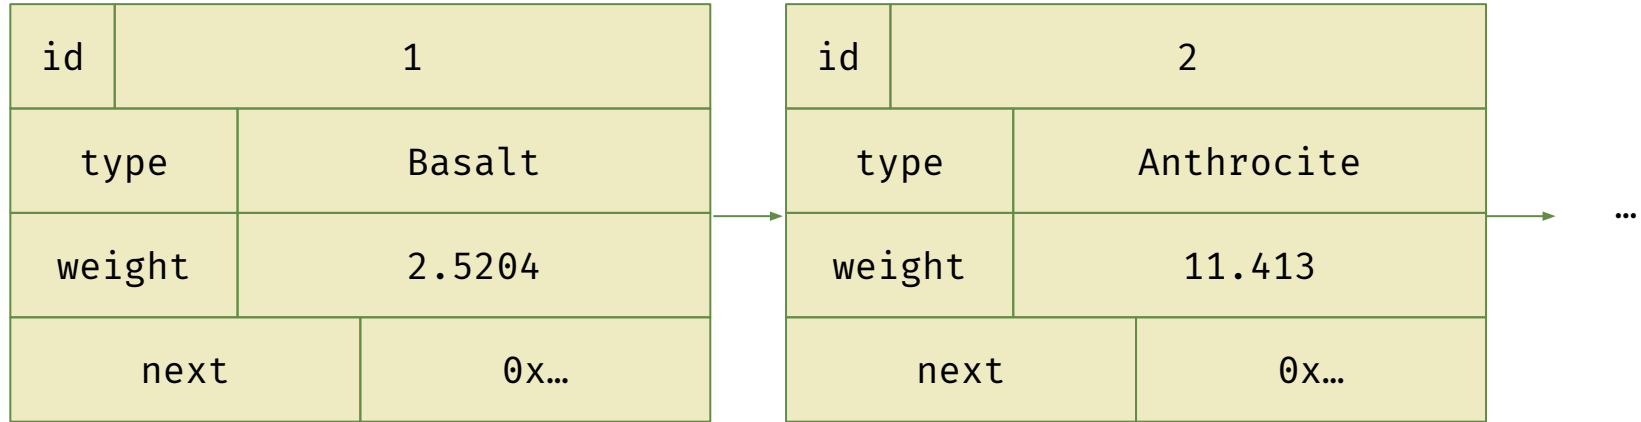 id 1
type Basalt
weight 2.5204
next 0x…
id 2
type Anthrocite
weight 11.413
next 0x…
…